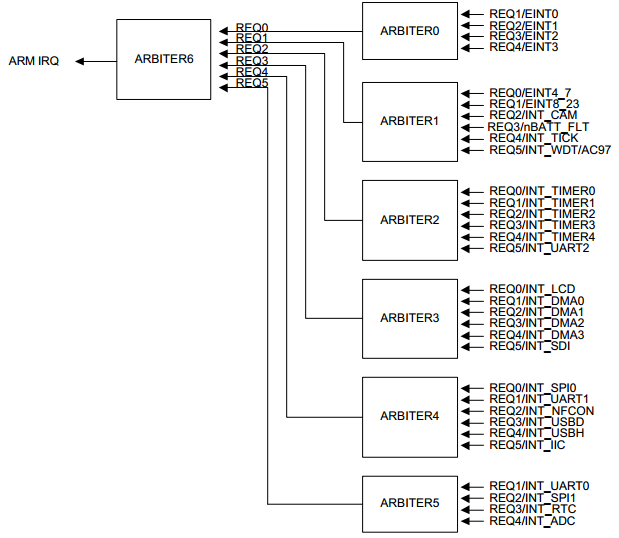 ARM IRQ
ARBITER6
REQ0
REQ1
REQ2
REQ3
REQ4
REQ5
ARBITER0
REQ1/EINT0
REQ2/EINT1
REQ3/EINT2
REQ4/EINT3
ARBITER1
REQ0/EINT4_7
REQ1/EINT8_23
REQ2/INT_CAM
REQ3/nBATT_FLT
REQ4/INT_TICK
REQ5/INT_WDT/AC97
ARBITER2
REQ0/INT_TIMER0
REQ1/INT_TIMER1
REQ2/INT_TIMER2
REQ3/INT_TIMER3
REQ4/INT_TIMER4
REQ5/INT_UART2
ARBITER3
REQ0/INT_LCD
REQ1/INT_DMA0
REQ2/INT_DMA1
REQ3/INT_DMA2
REQ4/INT_DMA3
REQ5/INT_SDI
ARBITER4
REQ0/INT_SPI0
REQ1/INT_UART1
REQ2/INT_NFCON
REQ3/INT_USBD
REQ4/INT_USBH
REQ5/INT_IIC
ARBITER5
REQ1/INT_UART0
REQ2/INT_SPI1
REQ3/INT_RTC
REQ4/INT_ADC